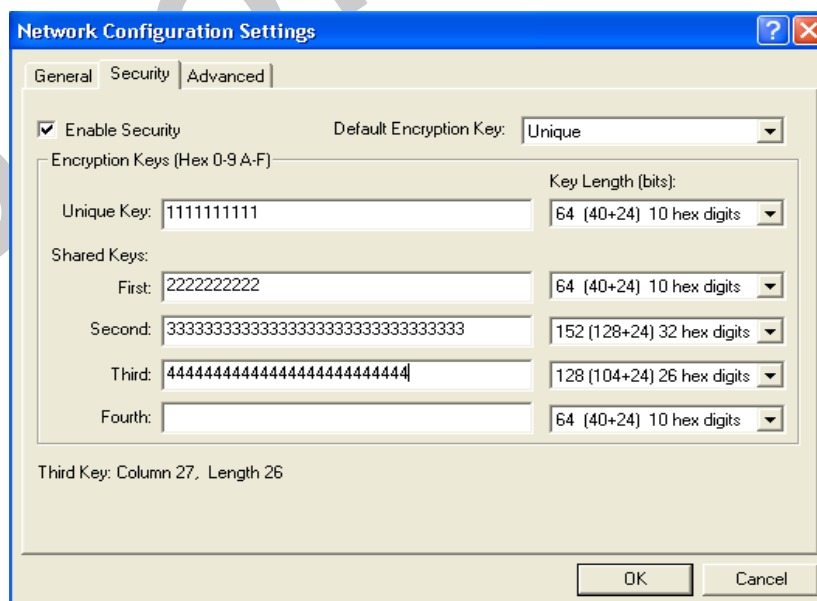 Network Configuration Settings
General Security Advanced
Enable Security Default Encryption Key: Unique
Encryption Keys (Hex 0-9 A-F)
Key Length (bits):
Unique Key: 1111111111 64 (40+24) 10 hex digits
Shared Keys:
First: 2222222222 64 (40+24) 10 hex digits
Second: 33333333333333333333333333333333 152 (128+24) 32 hex digits
Third: 44444444444444444444444444 128 (104+24) 26 hex digits
Fourth: 64 (40+24) 10 hex digits
Third Key: Column 27, Length 26
OK Cancel